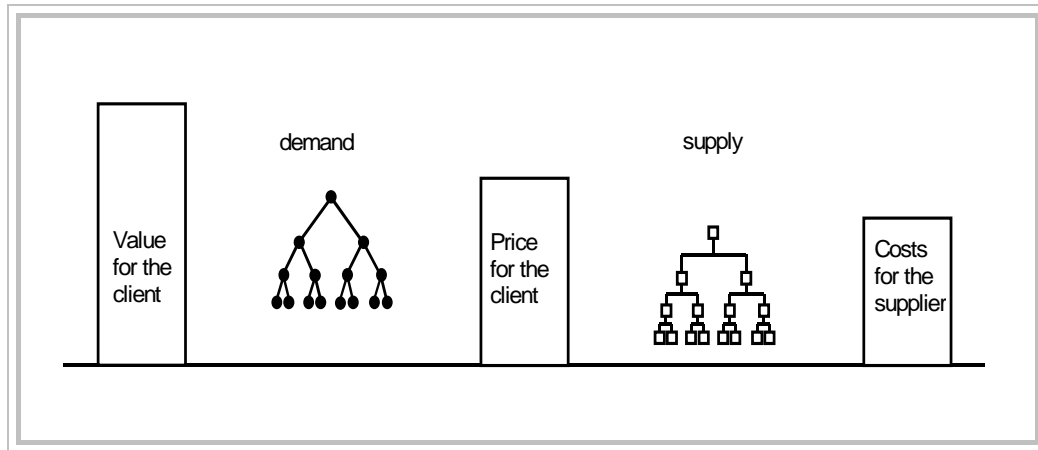 demand
supply
Value
for the
client
Price
for the
client
Costs
for the
supplier